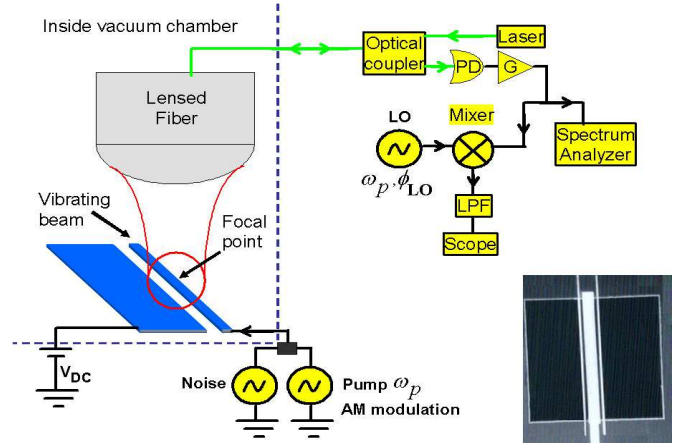 Inside vacuum chamber
Lensed
Fiber
Vibrating
beam
Focal
point
V_DC
Noise
Pump ω_p
AM modulation
Optical
coupler
Laser
PD
G
LO
Mixer
ω_p, ϕ_LO
LPF
Scope
Spectrum
Analyzer